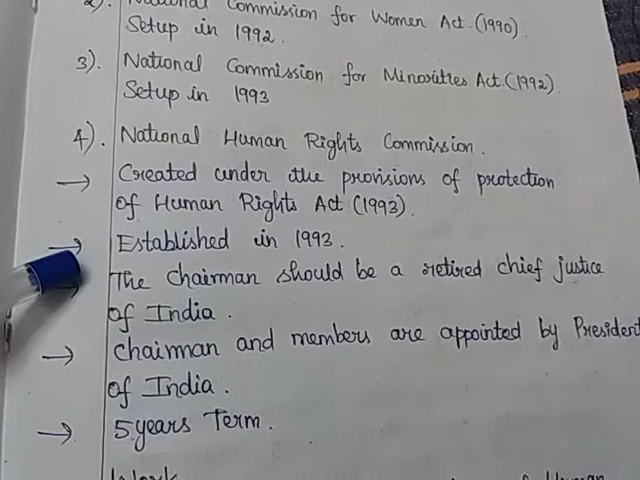 2). National Commission for Women Act.(1990).
Setup in 1992.
3). National Commission for Minorities Act.(1992).
Setup in 1993
4). National Human Rights Commission.
→ Created under the provisions of protection
of Human Rights Act (1993).
→ Established in 1993.
→ The chairman should be a retired chief justice
of India.
→ chairman and members are appointed by President
of India.
→ 5 years Term.